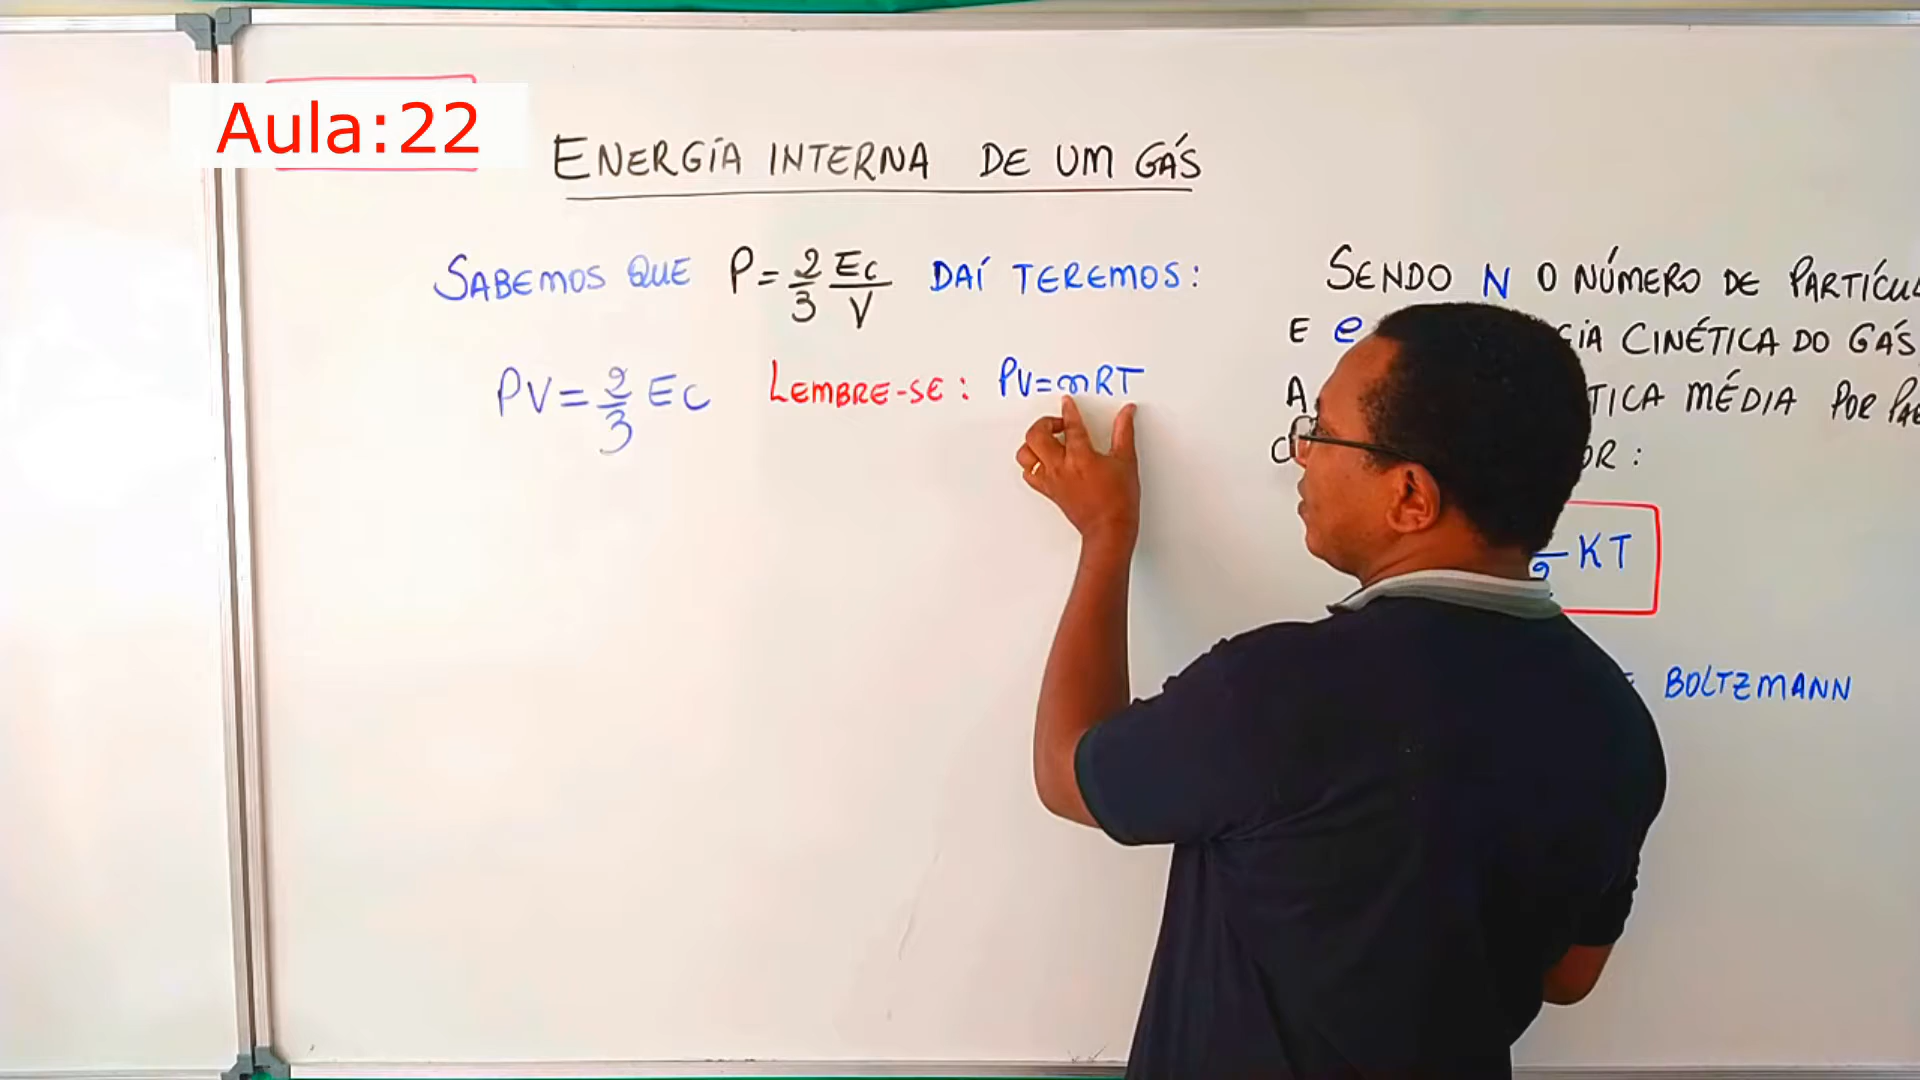 Aula:22
ENERGIA INTERNA DE UM GÁS
SABEMOS QUE P = 2/3 Ec/V DAÍ TEREMOS:
PV = 2/3 Ec LEMBRE-SE: PV = nRT
SENDO N O NÚMERO DE
E e CINÉTICA DO GÁS
A MÉDIA POR
KT
BOLTZMANN